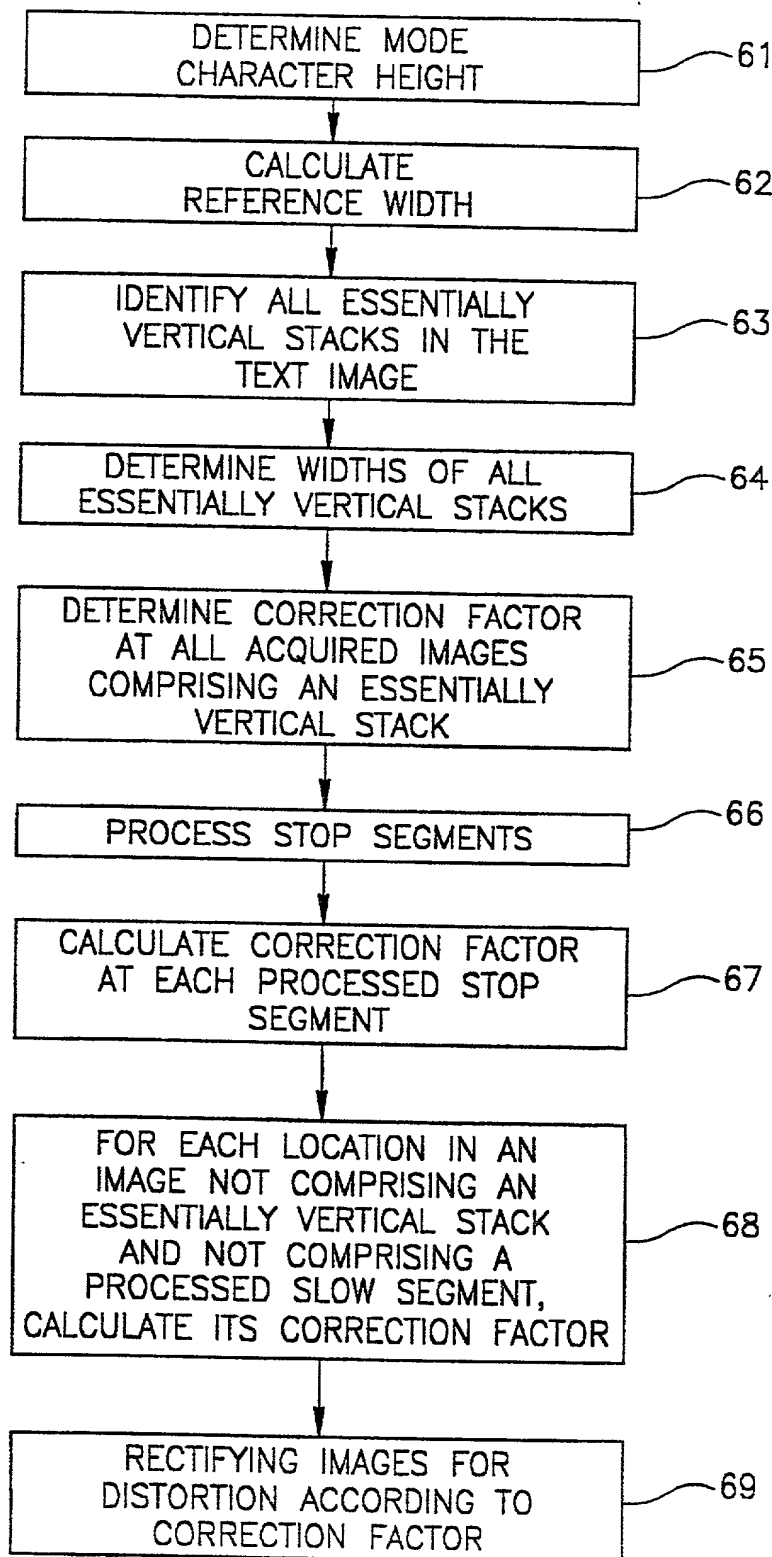 DETERMINE MODE
CHARACTER HEIGHT
61
CALCULATE
REFERENCE WIDTH
62
IDENTIFY ALL ESSENTIALLY
VERTICAL STACKS IN THE
TEXT IMAGE
63
DETERMINE WIDTHS OF ALL
ESSENTIALLY VERTICAL STACKS
64
DETERMINE CORRECTION FACTOR
AT ALL ACQUIRED IMAGES
COMPRISING AN ESSENTIALLY
VERTICAL STACK
65
PROCESS STOP SEGMENTS
66
CALCULATE CORRECTION FACTOR
AT EACH PROCESSED STOP
SEGMENT
67
FOR EACH LOCATION IN AN
IMAGE NOT COMPRISING AN
ESSENTIALLY VERTICAL STACK
AND NOT COMPRISING A
PROCESSED SLOW SEGMENT,
CALCULATE ITS CORRECTION FACTOR
68
RECTIFYING IMAGES FOR
DISTORTION ACCORDING TO
CORRECTION FACTOR
69